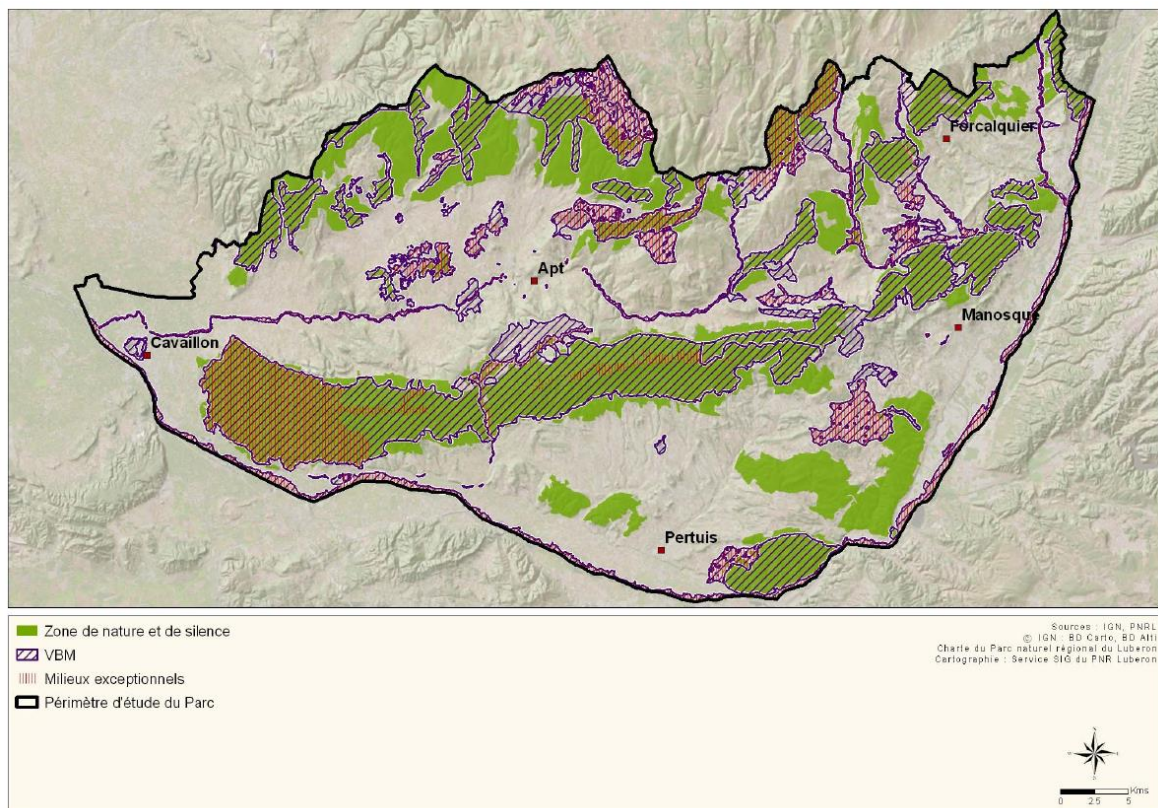 Forcalquier
Apt
Manosque
Cavaillon
Pertuis
Zone de nature et de silence
VBM
Milieux exceptionnels
Périmètre d'étude du Parc
Sources : IGN, PNRL
© IGN : BD Carto, BD Alti
Charte du Parc naturel régional du Luberon
Cartographie : Service SIG du PNR Luberon
Kms
0 2.5 5